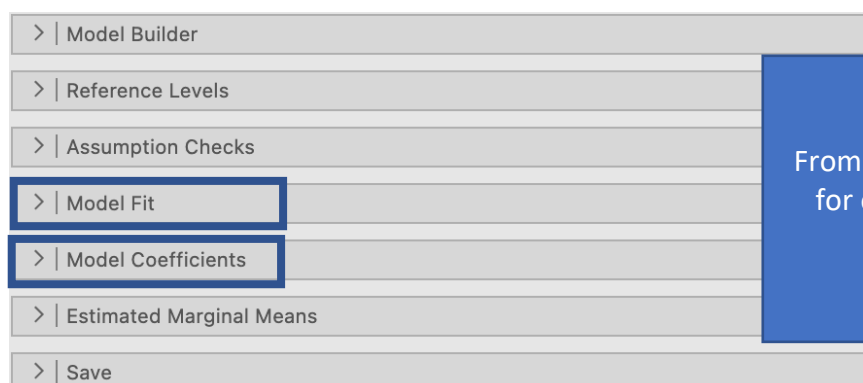 Model Builder
Reference Levels
Assumption Checks
From
Model Fit
for
Model Coefficients
Estimated Marginal Means
Save